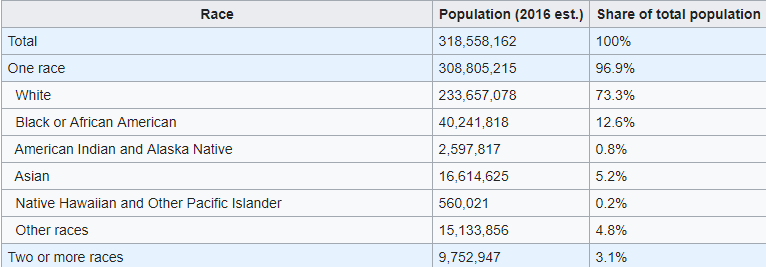 Race Population (2016 est.) Share of total population
Total 318,558,162 100%
One race 308,805,215 96.9%
White 233,657,078 73.3%
Black or African American 40,241,818 12.6%
American Indian and Alaska Native 2,597,817 0.8%
Asian 16,614,625 5.2%
Native Hawaiian and Other Pacific Islander 560,021 0.2%
Other races 15,133,856 4.8%
Two or more races 9,752,947 3.1%